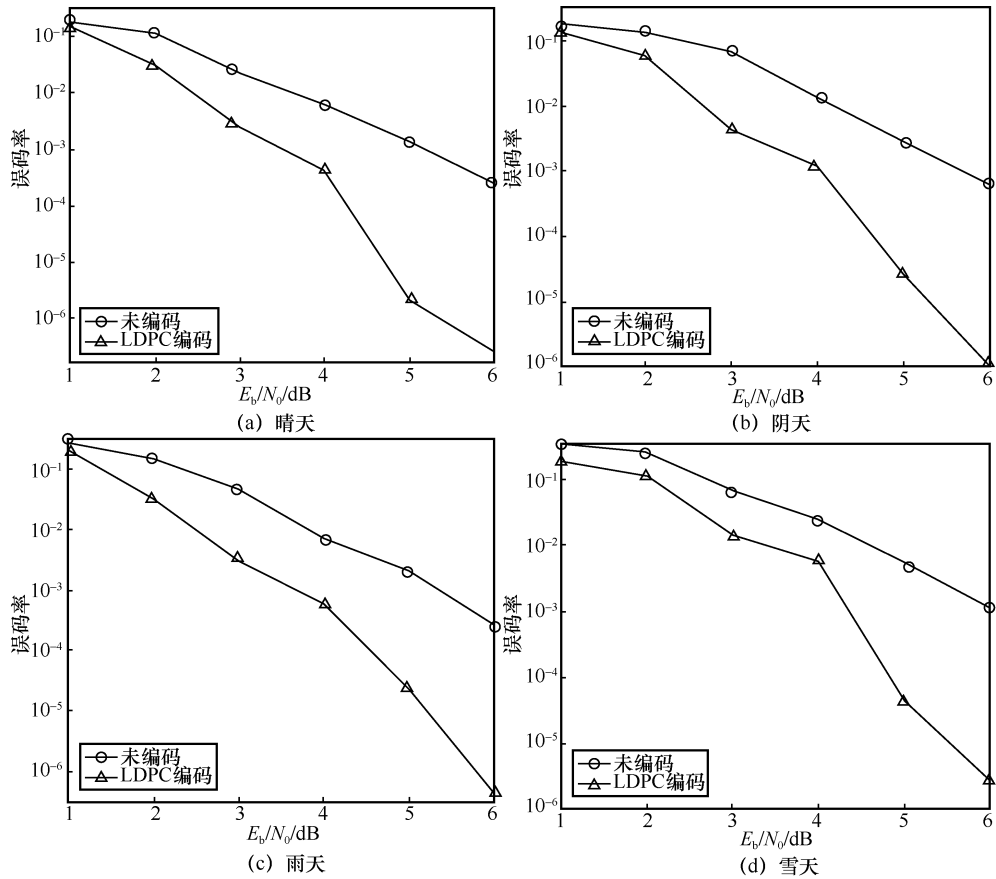 误码率
10⁻¹
10⁻²
10⁻³
10⁻⁴
10⁻⁵
10⁻⁶
未编码
LDPC编码
1 2 3 4 5 6
E_b/N_0/dB
(a) 晴天
误码率
10⁻¹
10⁻²
10⁻³
10⁻⁴
10⁻⁵
10⁻⁶
未编码
LDPC编码
1 2 3 4 5 6
E_b/N_0/dB
(b) 阴天
误码率
10⁻¹
10⁻²
10⁻³
10⁻⁴
10⁻⁵
10⁻⁶
未编码
LDPC编码
1 2 3 4 5 6
E_b/N_0/dB
(c) 雨天
误码率
10⁻¹
10⁻²
10⁻³
10⁻⁴
10⁻⁵
10⁻⁶
未编码
LDPC编码
1 2 3 4 5 6
E_b/N_0/dB
(d) 雪天